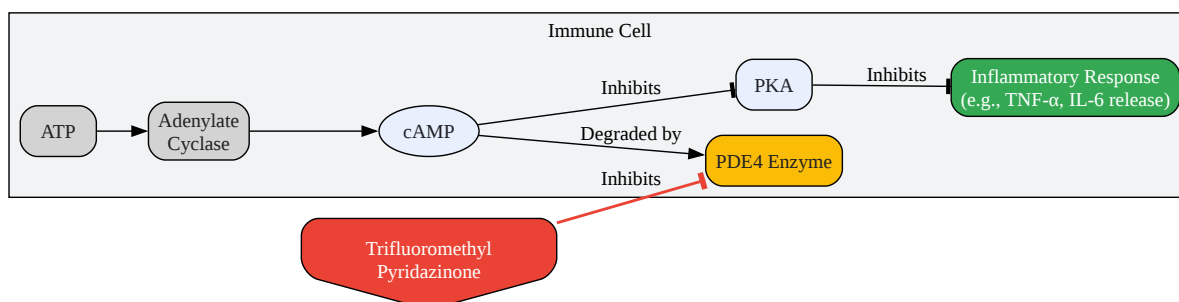 Immune Cell
ATP
Adenylate
Cyclase
cAMP
Inhibits
Degraded by
Inhibits
PKA
PDE4 Enzyme
Inhibits
Inflammatory Response
(e.g., TNF-α, IL-6 release)
Trifluoromethyl
Pyridazinone